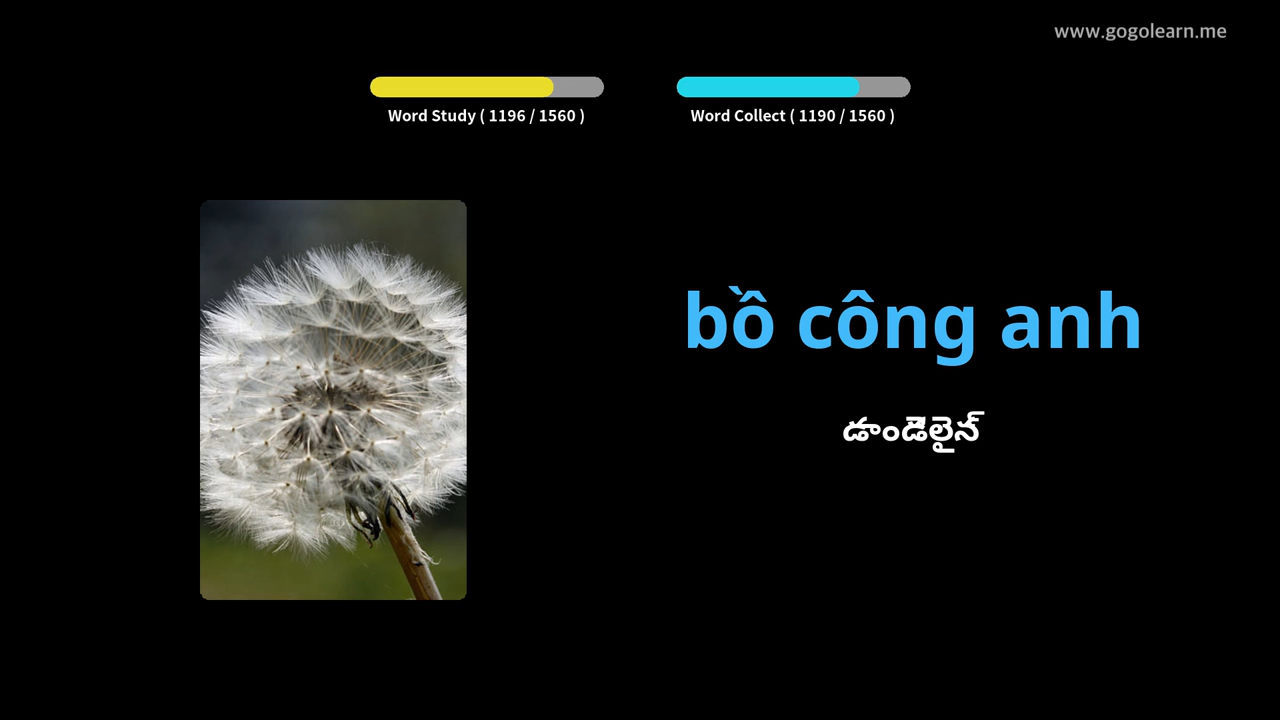 www.gogolearn.me
Word Study ( 1196 / 1560 )
Word Collect ( 1190 / 1560 )
bồ công anh
డాండెలైన్